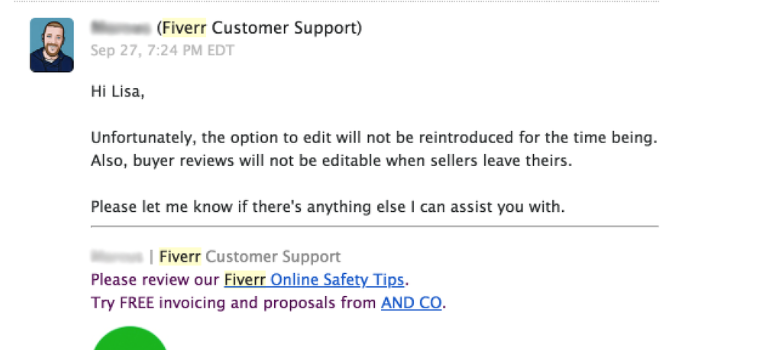 (Fiverr Customer Support)
Sep 27, 7:24 PM EDT
Hi Lisa,
Unfortunately, the option to edit will not be reintroduced for the time being.
Also, buyer reviews will not be editable when sellers leave theirs.
Please let me know if there's anything else I can assist you with.
| Fiverr Customer Support
Please review our Fiverr Online Safety Tips.
Try FREE invoicing and proposals from AND CO.